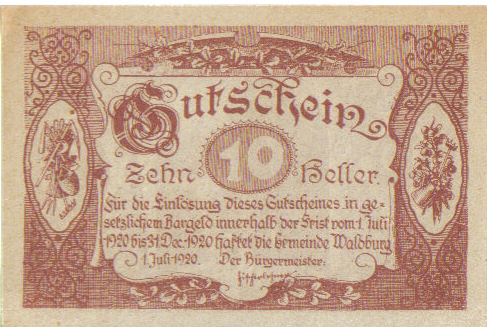 Gutschein
Zehn 10 Heller.
Für die Einlösung dieses Gutscheines in ge-
setzlichem Bargeld innerhalb der Frist vom 1. Juli
1920 bis 31. Dec. 1920 haftet die Gemeinde Waldburg
1. Juli 1920. Der Bürgermeister: